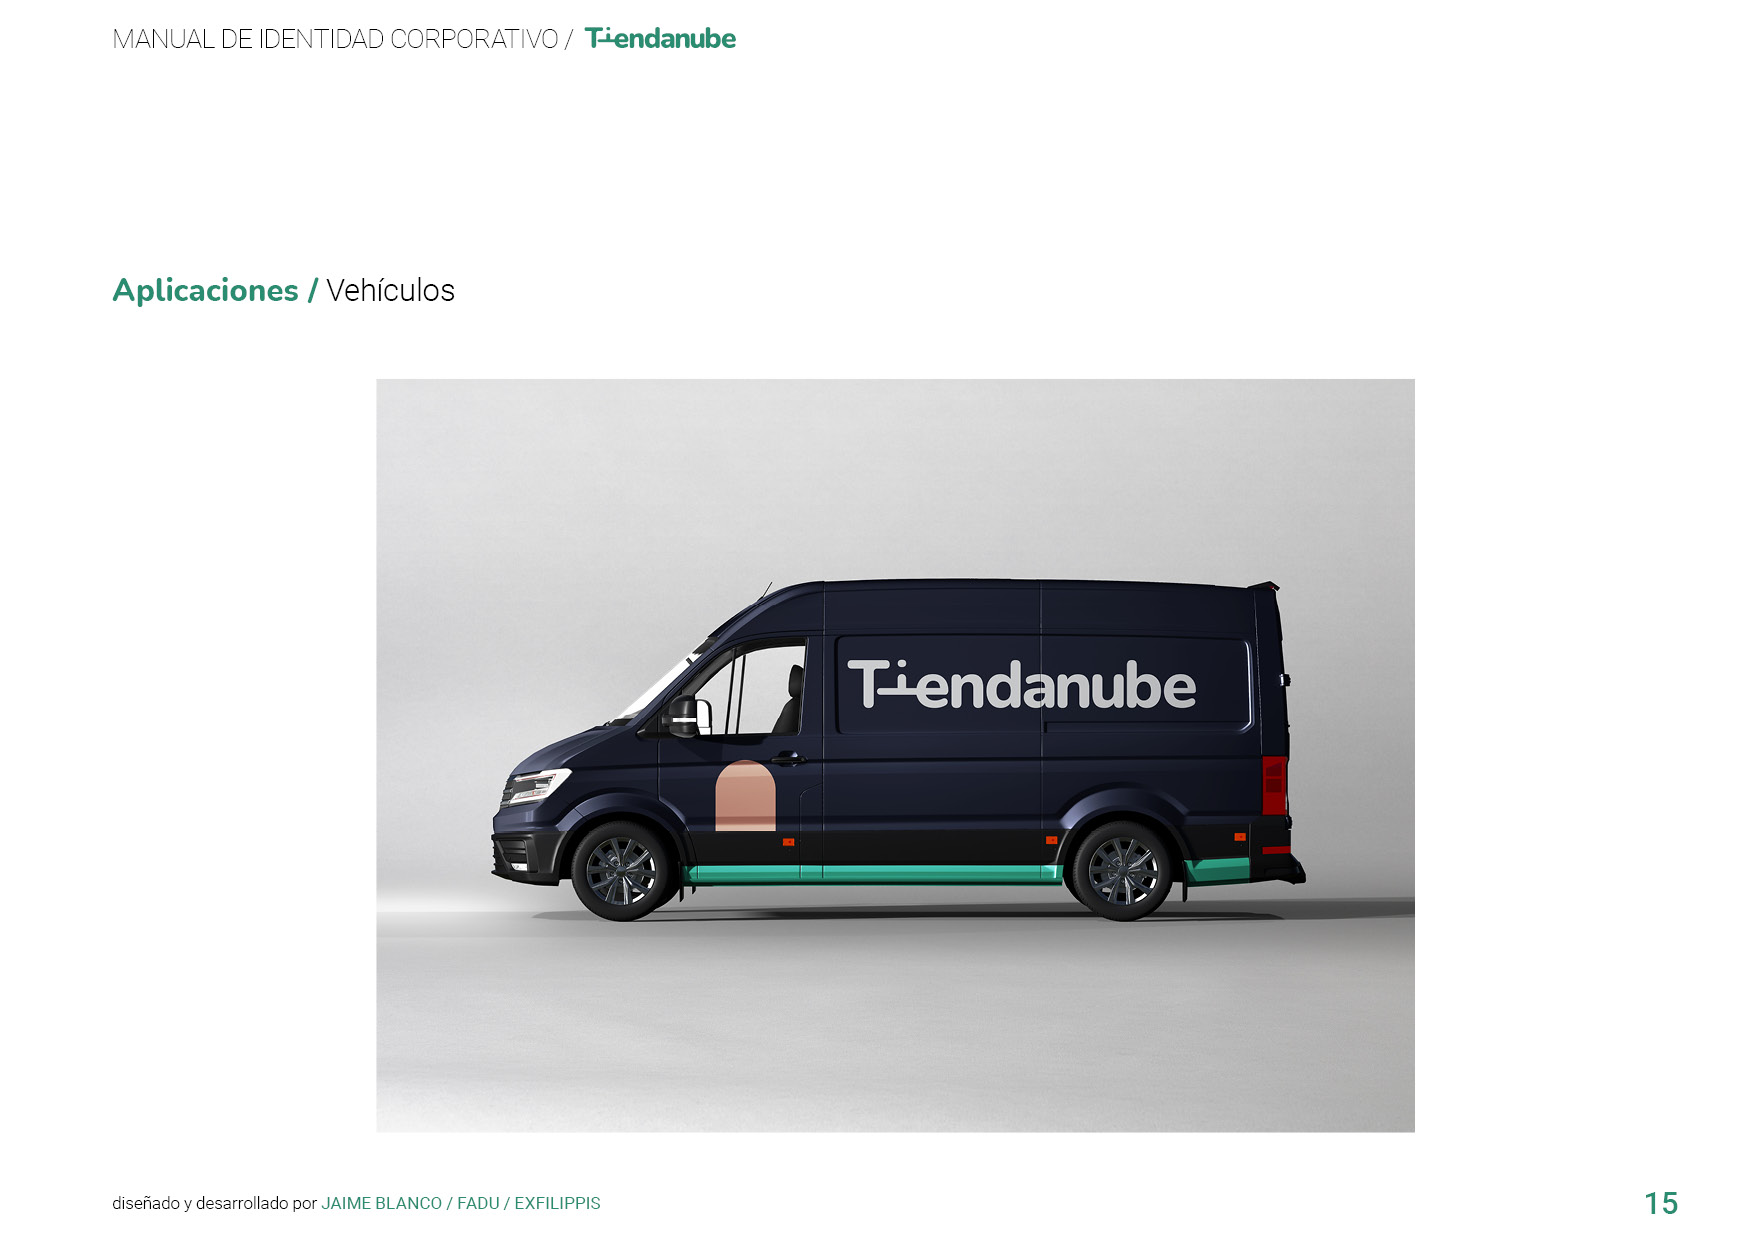 MANUAL DE IDENTIDAD CORPORATIVO / Tiendanube
Aplicaciones / Vehículos
Tiendanube
diseñado y desarrollado por JAIME BLANCO / FADU / EXFILIPPIS
15